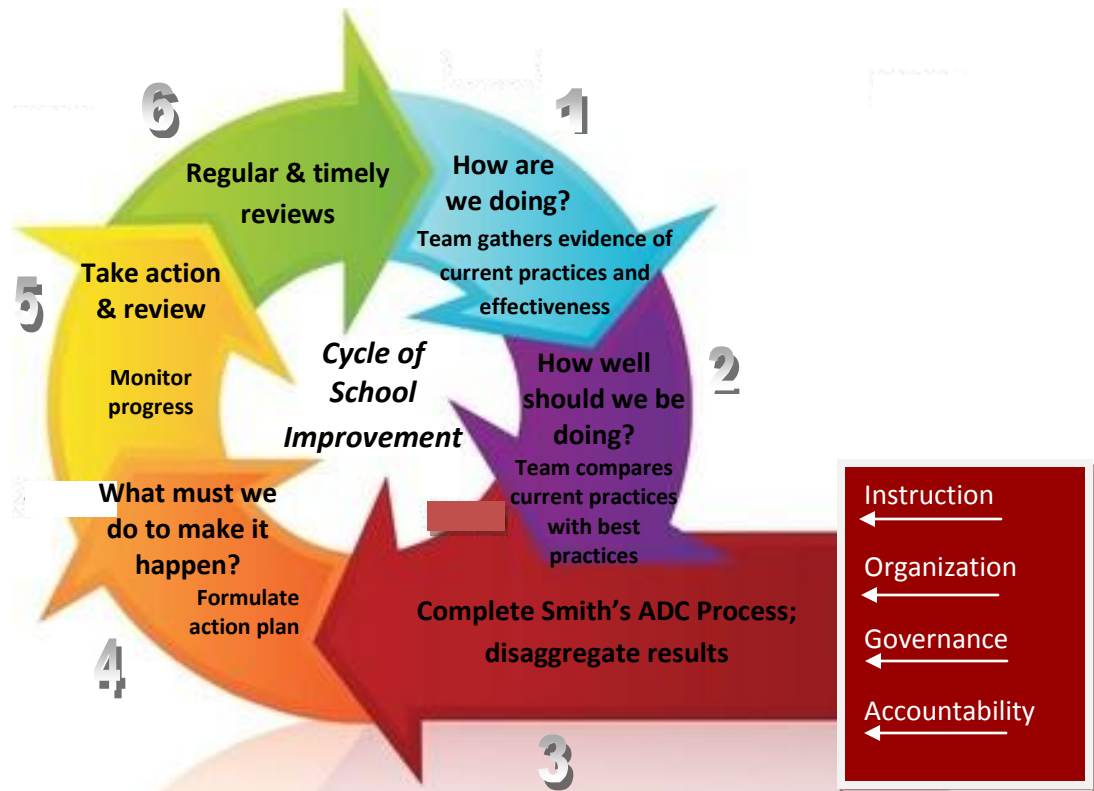 1
How are
we doing?
Team gathers evidence of
current practices and
effectiveness
2
How well
should we be
doing?
Team compares
current practices
with best
practices
3
Complete Smith’s ADC Process;
disaggregate results
Instruction
Organization
Governance
Accountability
4
What must we
do to make it
happen?
Formulate
action plan
5
Take action
& review
Monitor
progress
6
Regular & timely
reviews
Cycle of
School
Improvement